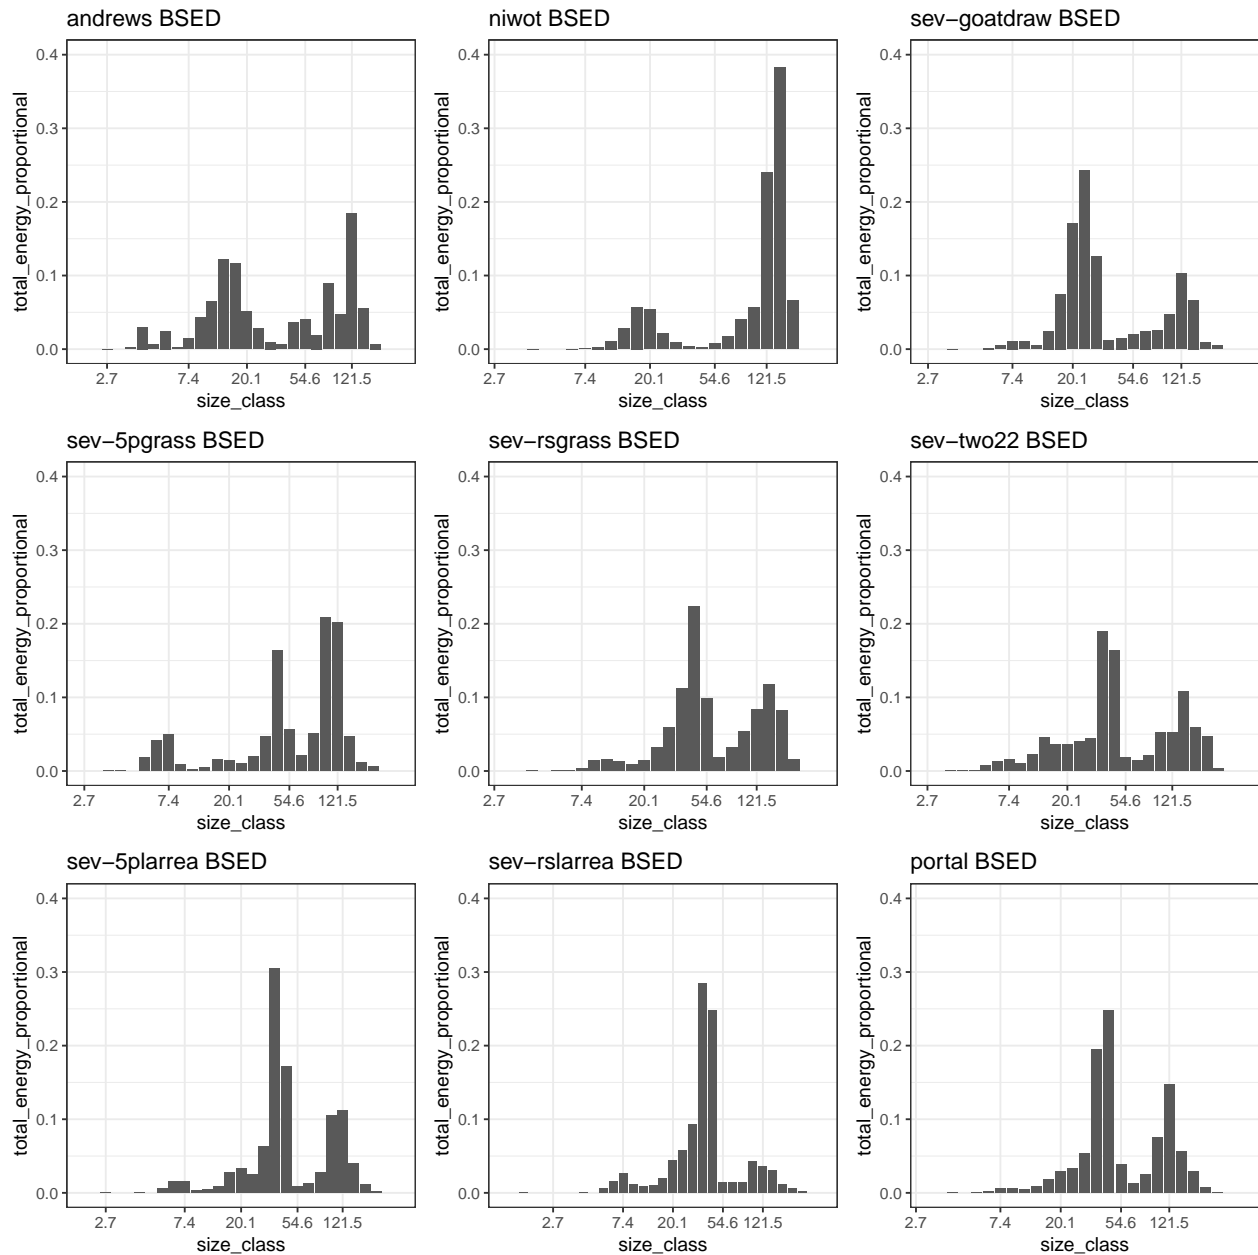 andrews BSED
niwot BSED
sev−goatdraw BSED
total_energy_proportional
0.4
0.3
0.2
0.1
0.0
2.7 7.4 20.1 54.6 121.5
size_class
total_energy_proportional
0.4
0.3
0.2
0.1
0.0
2.7 7.4 20.1 54.6 121.5
size_class
total_energy_proportional
0.4
0.3
0.2
0.1
0.0
2.7 7.4 20.1 54.6 121.5
size_class
sev−5pgrass BSED
sev−rsgrass BSED
sev−two22 BSED
total_energy_proportional
0.4
0.3
0.2
0.1
0.0
2.7 7.4 20.1 54.6 121.5
size_class
total_energy_proportional
0.4
0.3
0.2
0.1
0.0
2.7 7.4 20.1 54.6 121.5
size_class
total_energy_proportional
0.4
0.3
0.2
0.1
0.0
2.7 7.4 20.1 54.6 121.5
size_class
sev−5plarrea BSED
sev−rslarrea BSED
portal BSED
total_energy_proportional
0.4
0.3
0.2
0.1
0.0
2.7 7.4 20.1 54.6 121.5
size_class
total_energy_proportional
0.4
0.3
0.2
0.1
0.0
2.7 7.4 20.1 54.6 121.5
size_class
total_energy_proportional
0.4
0.3
0.2
0.1
0.0
2.7 7.4 20.1 54.6 121.5
size_class